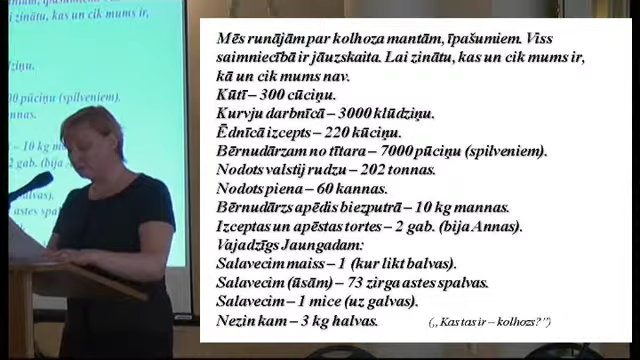 Mēs runājām par kolhoza mantām, īpašumiem. Viss
saimniecībā ir jāuzskaita. Lai zinātu, kas un cik mums ir,
kā un cik mums nav.
Kūtī – 300 cūciņu.
Kurvju darbnīcā – 3000 klūdziņu.
Ēdnīcā izcepts – 220 kūciņu.
Bērnudārzam no tītara – 7000 pūciņu (spilveniem).
Nodots valstij rudzu – 202 tonnas.
Nodots piena – 60 kannas.
Bērnudārzs apēdis biezputrā – 10 kg mannas.
Izceptas un apēstas tortes – 2 gab. (bija Annas).
Vajadzīgs Jaungadam:
Salavecim maiss – 1 (kur likt balvas).
Salavecim (ūsām) – 73 zirga astes spalvas.
Salavecim – 1 mice (uz galvas).
Nezin kam – 3 kg halvas. („Kas tas ir – kolhozs?")